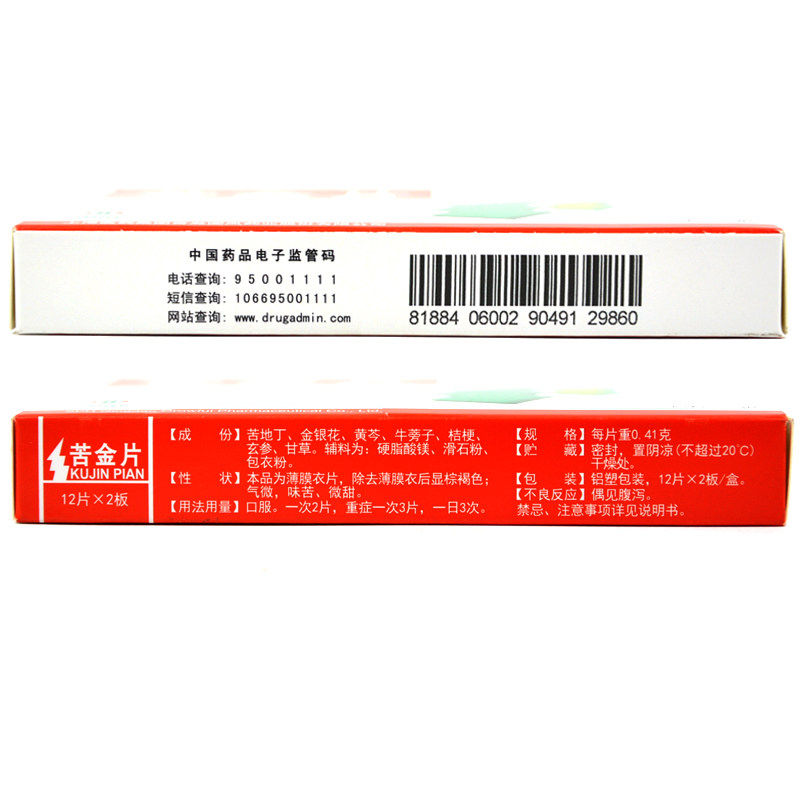 中国药品电子监管码
电话查询: 95001111
短信查询: 106695001111
网站查询: www.drugadmin.com
81884 06002 90491 29860
Pharmaceutical Co., Ltd.
苦金片
KUJIN PIAN
12片×2板
【成 份】苦地丁、金银花、黄芩、牛蒡子、桔梗、
玄参、甘草。辅料为:硬脂酸镁、滑石粉、
包衣粉。
【性 状】本品为薄膜衣片,除去薄膜衣后显棕褐色;
气微,味苦、微甜。
【用法用量】口服。一次2片,重症一次3片,一日3次。
【规 格】每片重0.41克
【贮 藏】密封,置阴凉(不超过20℃)
干燥处。
【包 装】铝塑包装,12片×2板/盒。
【不良反应】偶见腹泻。
禁忌、注意事项详见说明书。